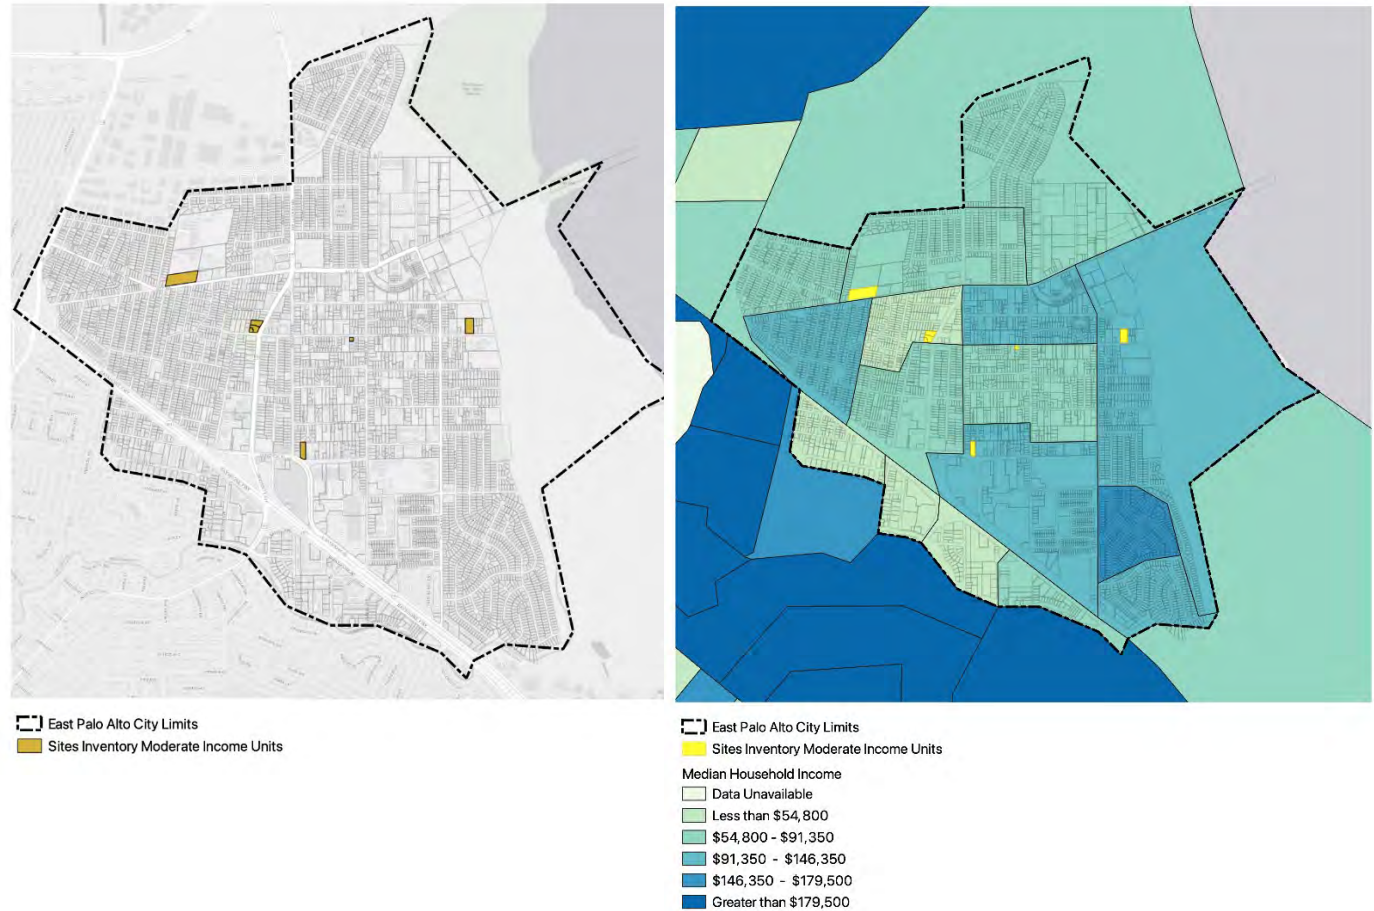 East Palo Alto City Limits
Sites Inventory Moderate Income Units
East Palo Alto City Limits
Sites Inventory Moderate Income Units
Median Household Income
Data Unavailable
Less than $54,800
$54,800 - $91,350
$91,350 - $146,350
$146,350 - $179,500
Greater than $179,500